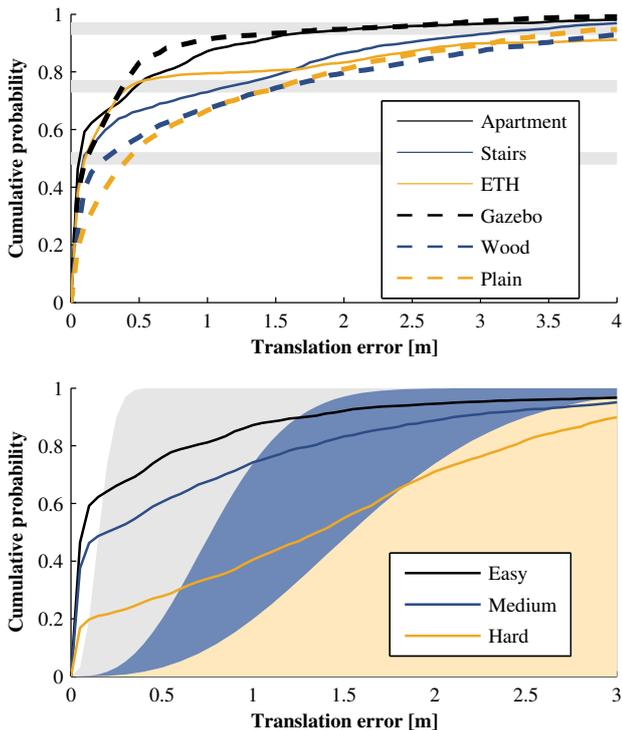 1
0.8
0.6
0.4
0.2
0
Cumulative probability
Apartment
Stairs
ETH
Gazebo
Wood
Plain
0 0.5 1 1.5 2 2.5 3 3.5 4
Translation error [m]
1
0.8
0.6
0.4
0.2
0
Cumulative probability
Easy
Medium
Hard
0 0.5 1 1.5 2 2.5 3
Translation error [m]